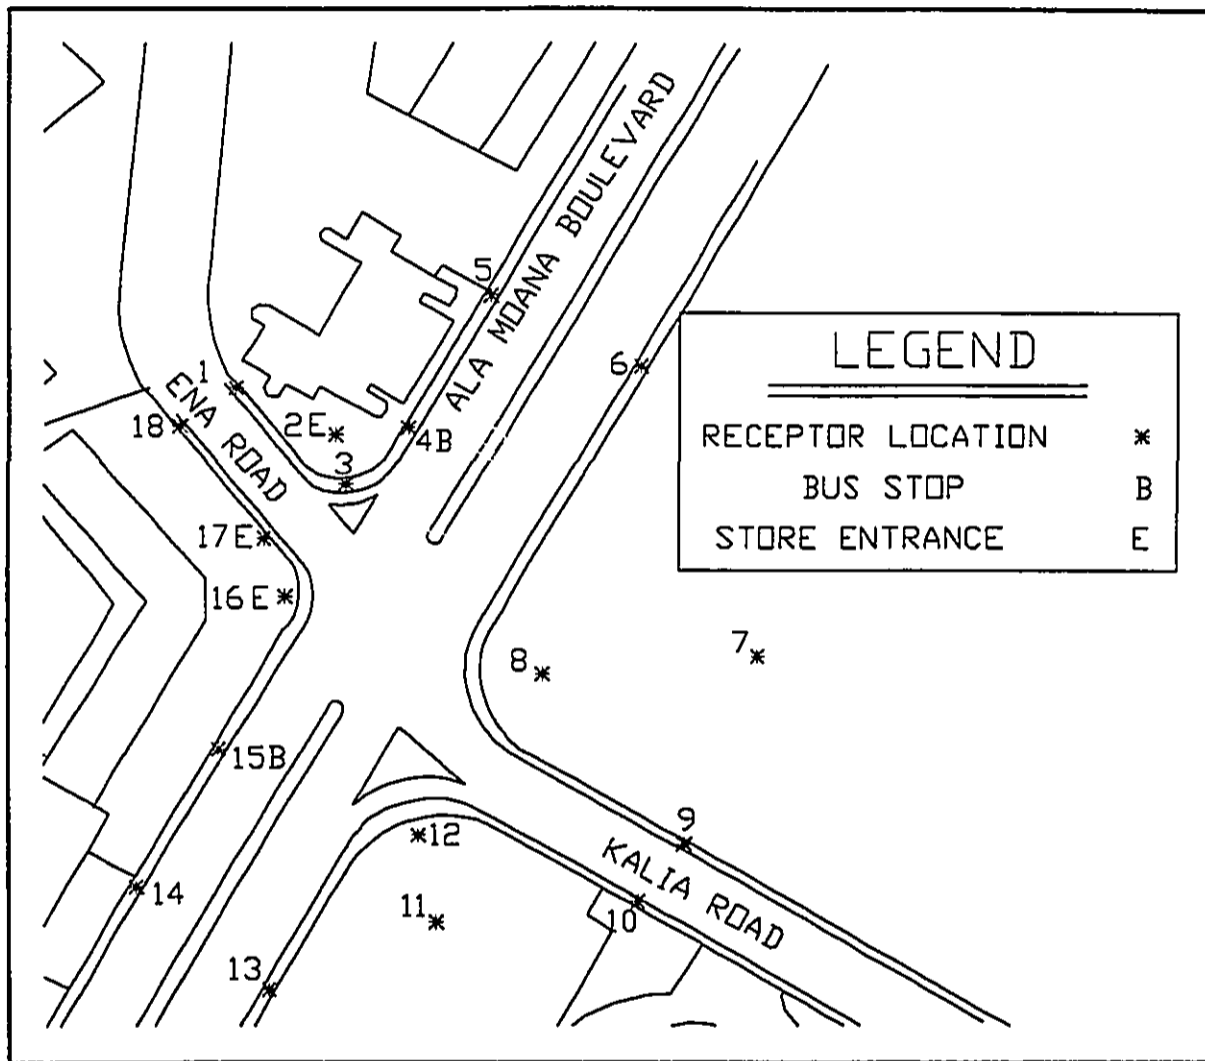 ALA MOANA BOULEVARD
5
6
1
ENA ROAD
18
2E
4B
3
17E
16 E
8
7
15B
9
12
KALIA ROAD
14
11
10
13
LEGEND
RECEPTOR LOCATION *
BUS STOP B
STORE ENTRANCE E